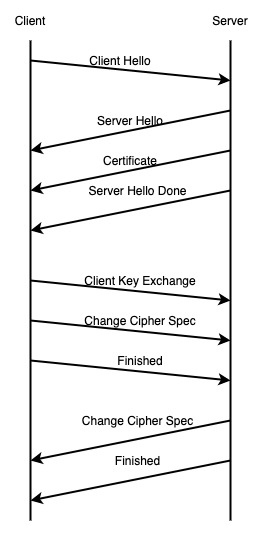 Client
Server
Client Hello
Server Hello
Certificate
Server Hello Done
Client Key Exchange
Change Cipher Spec
Finished
Change Cipher Spec
Finished